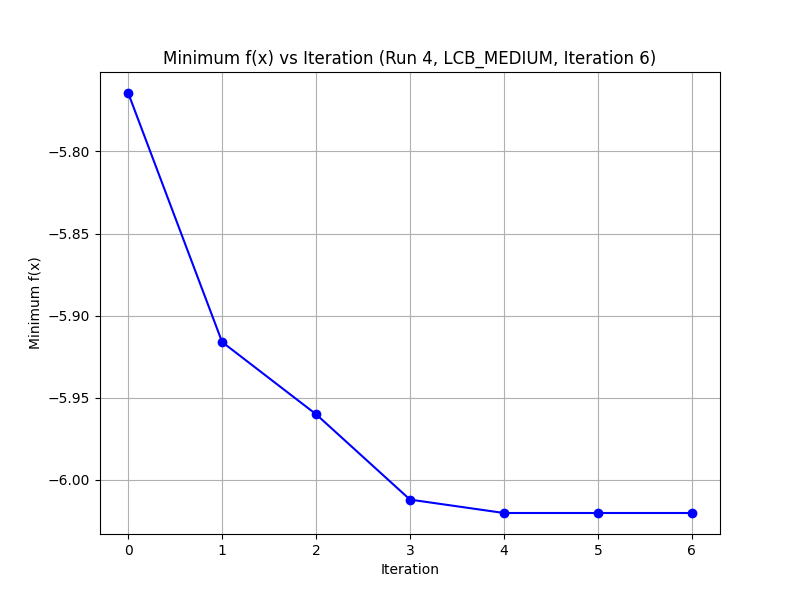 Minimum f(x) vs Iteration (Run 4, LCB_MEDIUM, Iteration 6)
Minimum f(x)
−5.80
−5.85
−5.90
−5.95
−6.00
0 1 2 3 4 5 6
Iteration